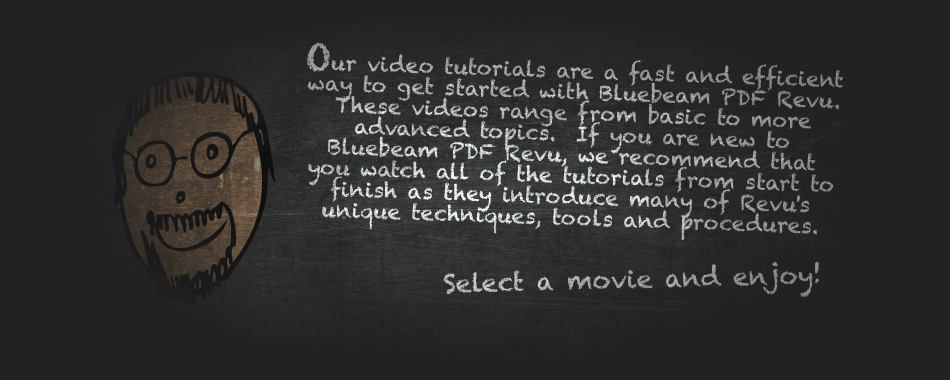 Our video tutorials are a fast and efficient
way to get started with Bluebeam PDF Revu.
These videos range from basic to more
advanced topics. If you are new to
Bluebeam PDF Revu, we recommend that
you watch all of the tutorials from start to
finish as they introduce many of Revu's
unique techniques, tools and procedures.
Select a movie and enjoy!